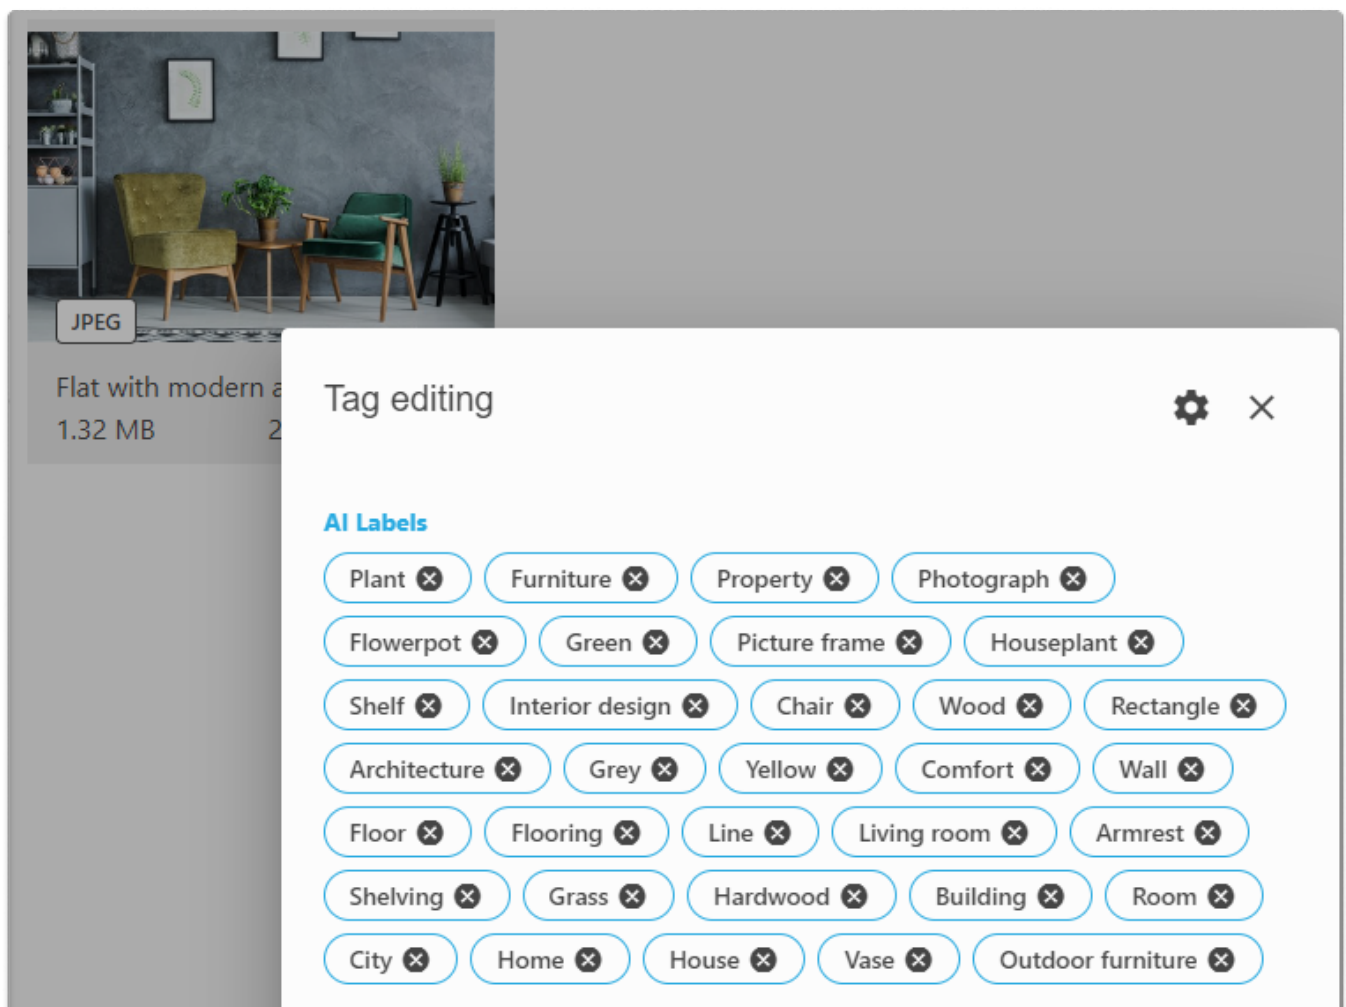 JPEG
Flat with modern a
1.32 MB 2
Tag editing
AI Labels
Plant Furniture Property Photograph
Flowerpot Green Picture frame Houseplant
Shelf Interior design Chair Wood Rectangle
Architecture Grey Yellow Comfort Wall
Floor Flooring Line Living room Armrest
Shelving Grass Hardwood Building Room
City Home House Vase Outdoor furniture